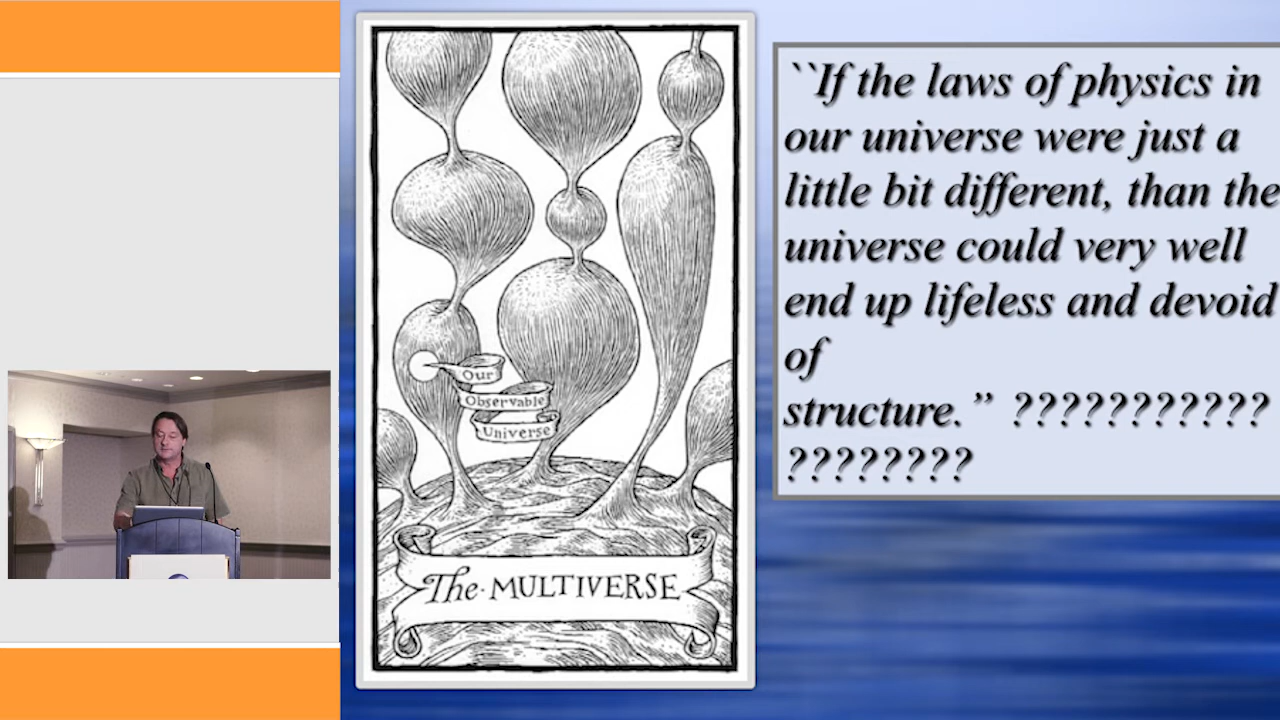 Our
Observable
Universe
The·MULTIVERSE
``If the laws of physics in
our universe were just a
little bit different, than the
universe could very well
end up lifeless and devoid
of
structure.” ???????????
????????